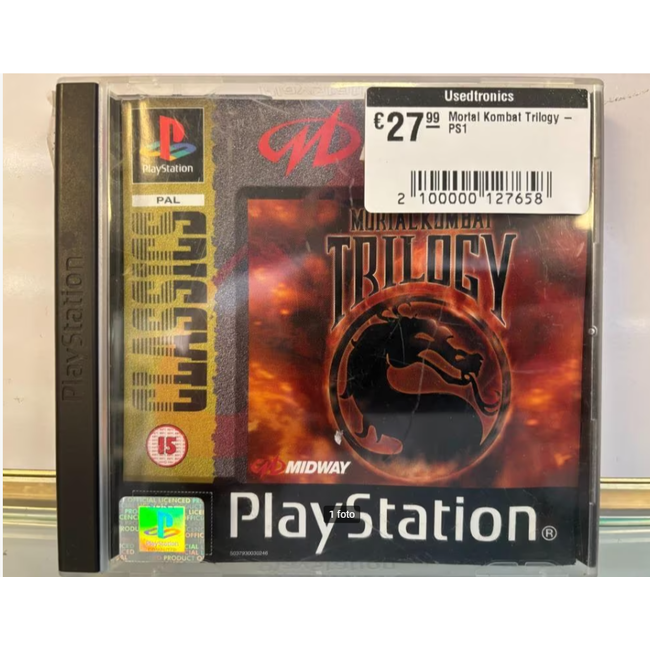 Usedtronics
€27.99 Mortal Kombat Trilogy –
PS1
2 100000 127658
PlayStation
PAL
CLASSICS
MORTAL KOMBAT
TRILOGY
15
MIDWAY
PlayStation®
1 foto
PlayStation